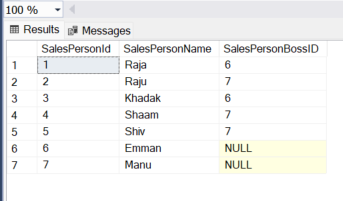 100 %
Results Messages
SalesPersonId SalesPersonName SalesPersonBossID
1 1 Raja 6
2 2 Raju 7
3 3 Khadak 6
4 4 Shaam 7
5 5 Shiv 7
6 6 Emman NULL
7 7 Manu NULL